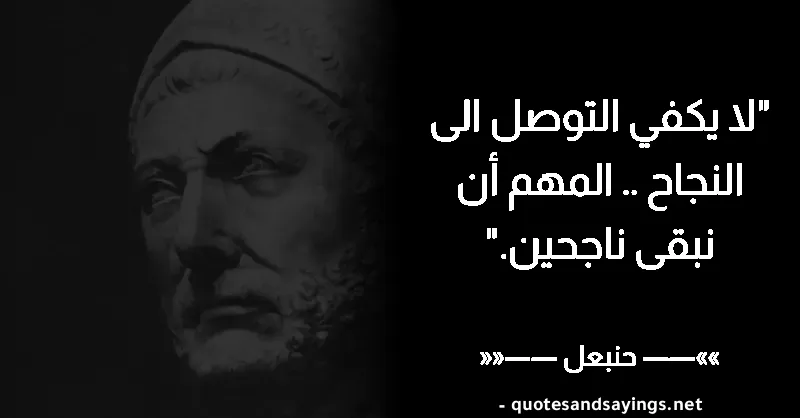 "لا يكفي التوصل الى
النجاح .. المهم أن
نبقى ناجحين."
»»—— حنبعل ——««
- quotesandsayings.net